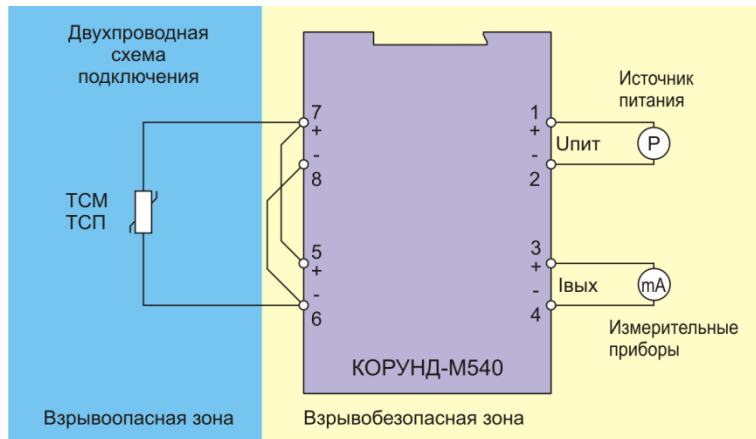 Двухпроводная
схема
подключения
ТСМ
ТСП
Взрывоопасная зона
7
+
-
8
5
+
-
6
1
+
Uпит
-
2
3
+
Iвых
-
4
КОРУНД-М540
Источник
питания
P
mA
Измерительные
приборы
Взрывобезопасная зона